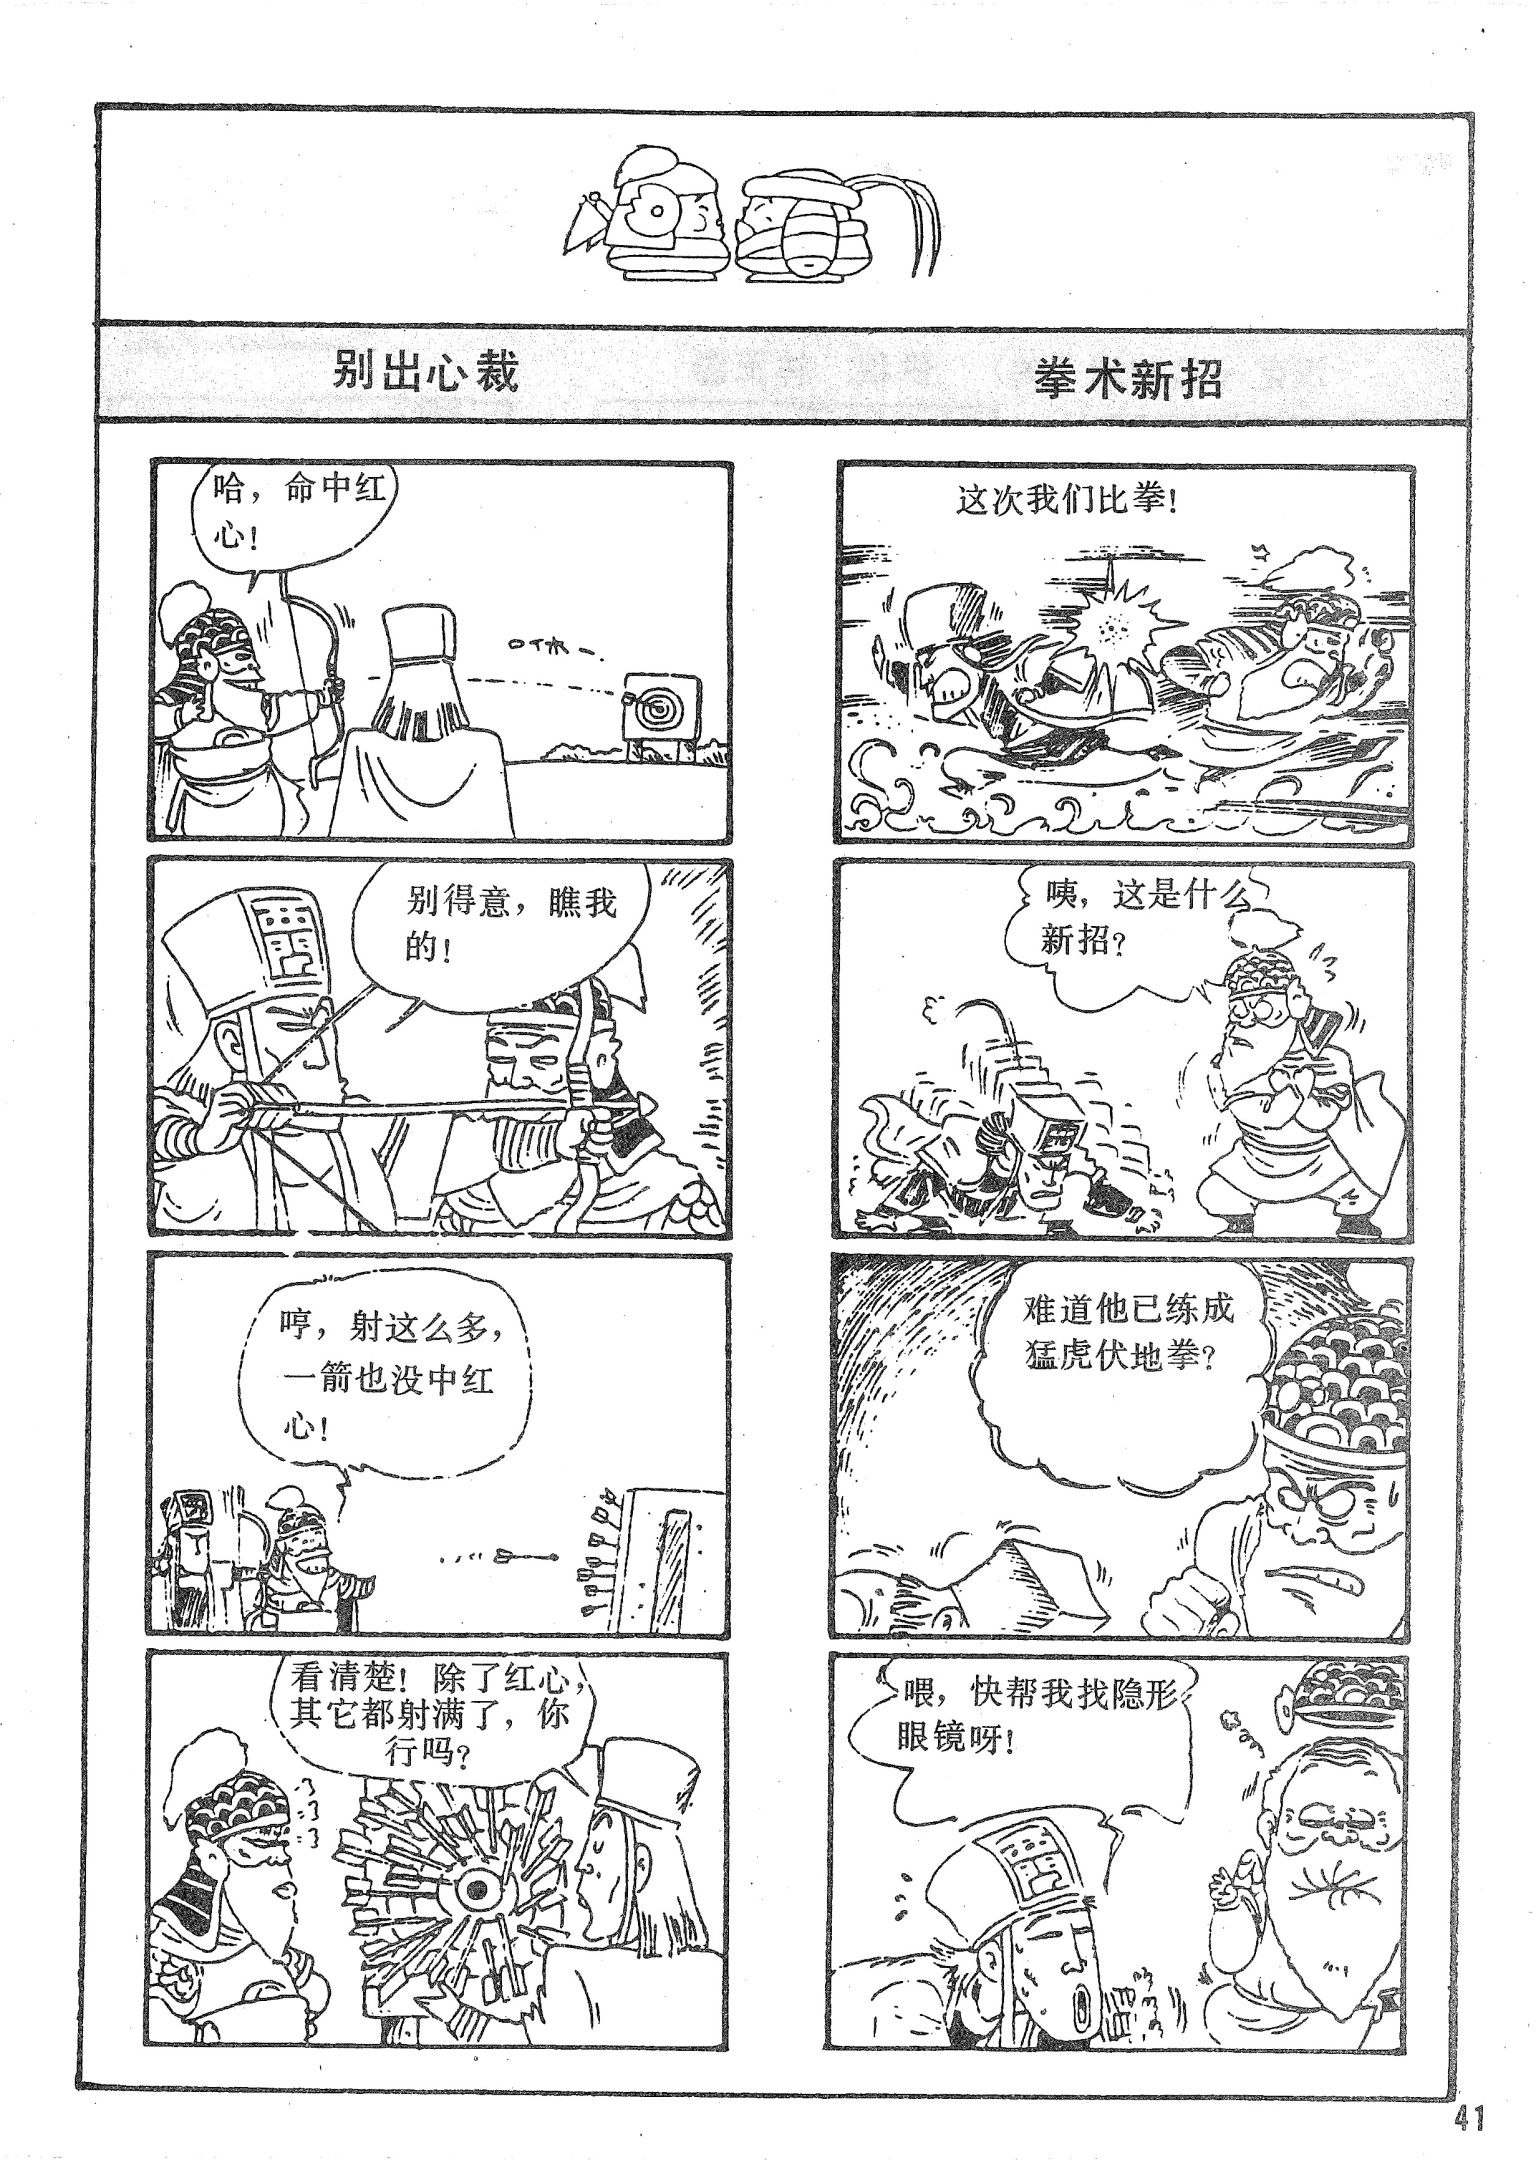 别出心裁
哈，命中红
心！
口休一．
别得意，瞧我
的！
哼，射这么多，
一箭也没中红
心！
看清楚！除了红心，
其它都射满了，你
行吗？
拳术新招
这次我们比拳！
咦，这是什么
新招？
难道他已练成
猛虎伏地拳？
喂，快帮我找隐形
眼镜呀！
41